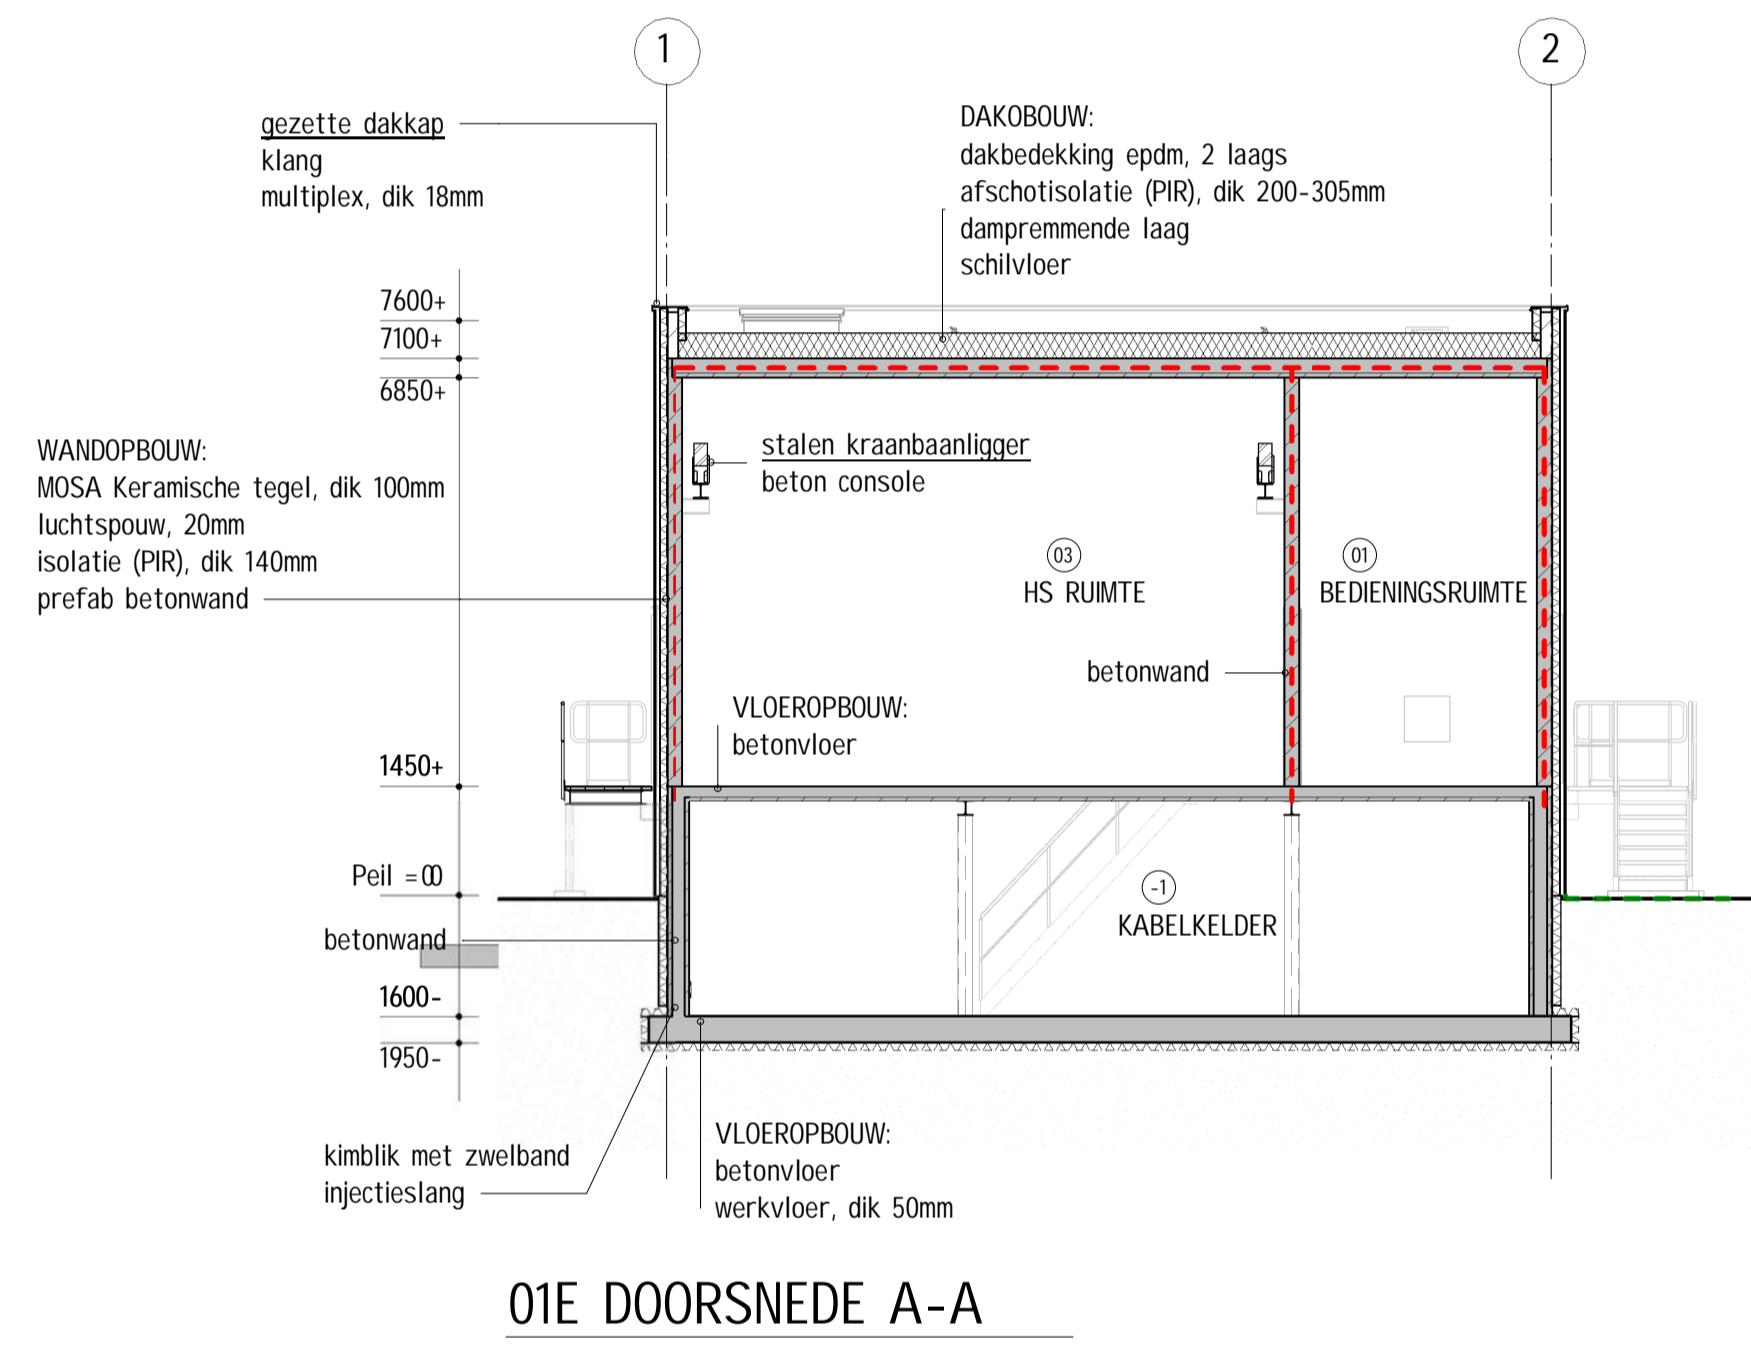 1
2
gezette dakkap
klang
multiplex, dik 18mm
DAKOBOUW:
dakbedekking epdm, 2 laags
afschotisolatie (PIR), dik 200-305mm
dampremmende laag
schilvloer
7600+
7100+
6850+
WANDOPBOUW:
MOSA Keramische tegel, dik 100mm
luchtspouw, 20mm
isolatie (PIR), dik 140mm
prefab betonwand
stalen kraanbaanligger
beton console
03
HS RUIMTE
01
BEDIENINGSRUIMTE
betonwand
VLOEROPBOUW:
betonvloer
1450+
Peil =00
-1
KABELKELDER
betonwand
1600-
1950-
kimblik met zwelband
injectieslang
VLOEROPBOUW:
betonvloer
werkvloer, dik 50mm
01E DOORSNEDE A-A